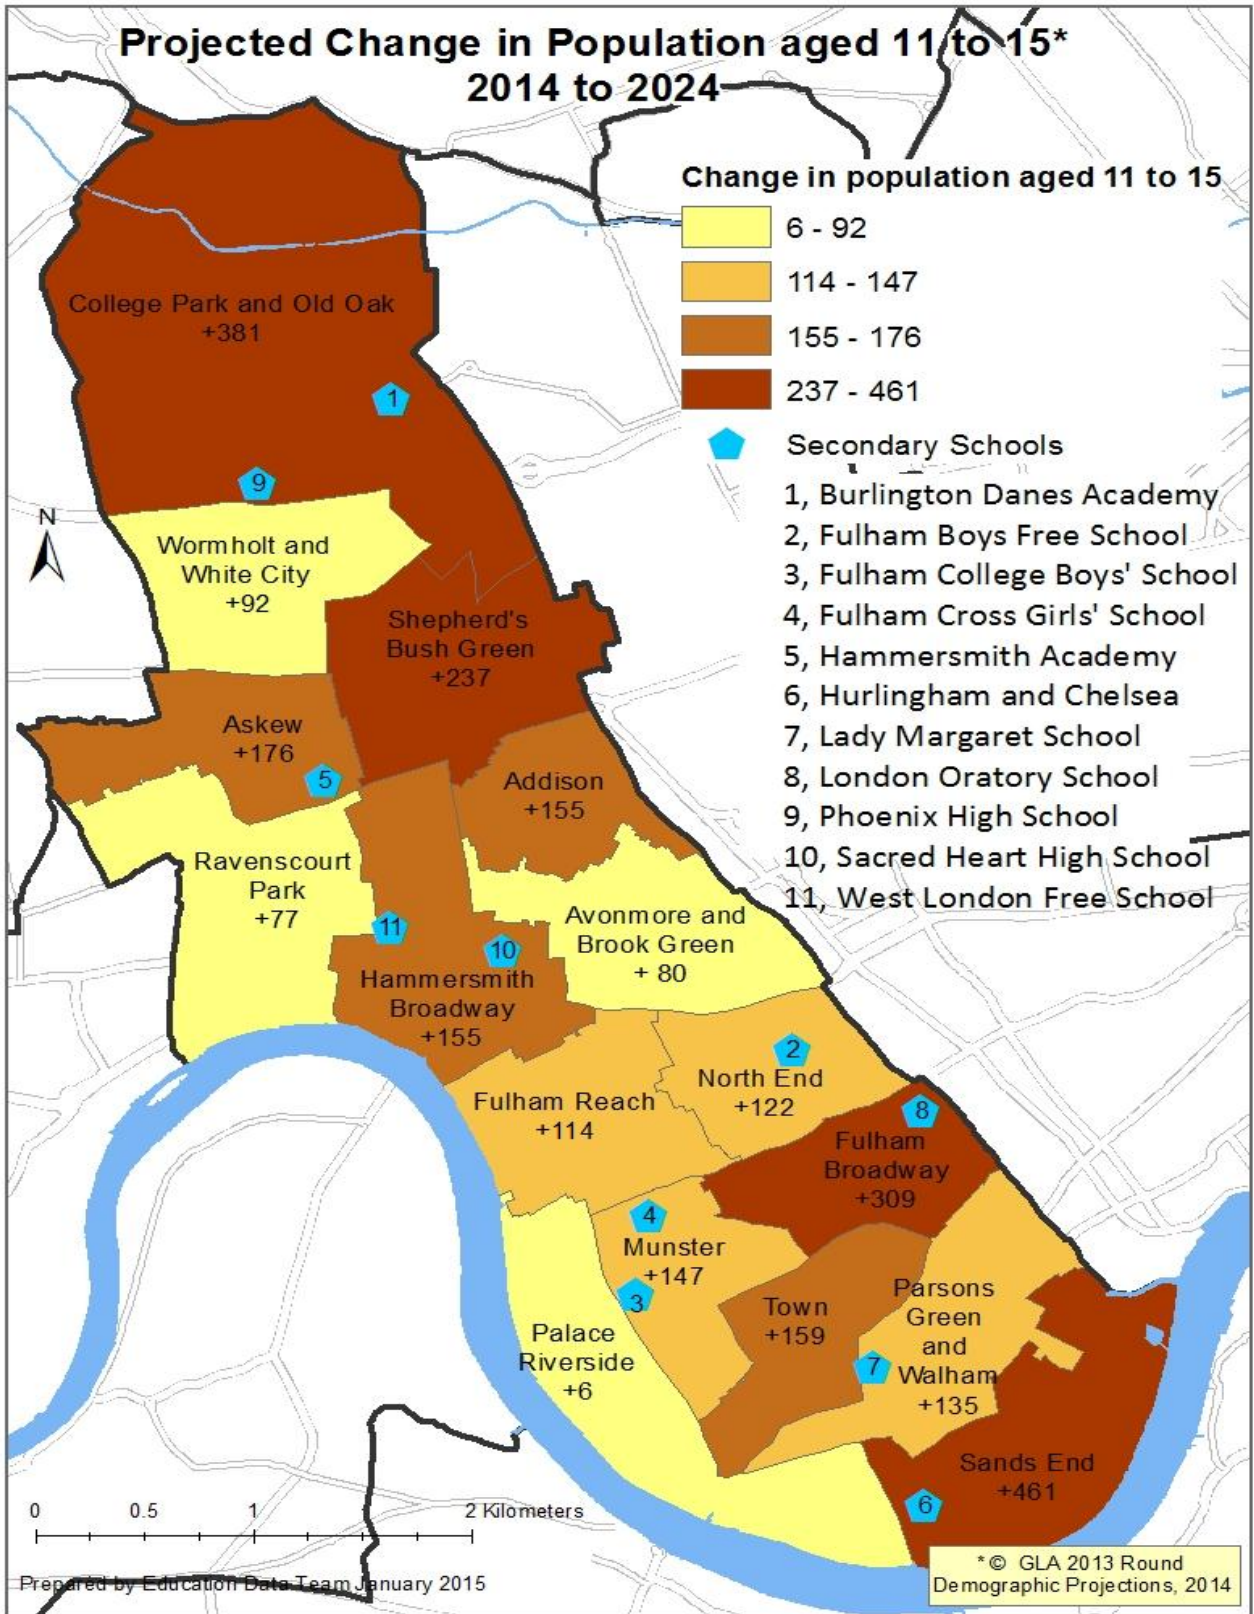 Projected Change in Population aged 11 to 15*
2014 to 2024
Change in population aged 11 to 15
6 - 92
114 - 147
155 - 176
237 - 461
Secondary Schools
1, Burlington Danes Academy
2, Fulham Boys Free School
3, Fulham College Boys' School
4, Fulham Cross Girls' School
5, Hammersmith Academy
6, Hurlingham and Chelsea
7, Lady Margaret School
8, London Oratory School
9, Phoenix High School
10, Sacred Heart High School
11, West London Free School
College Park and Old Oak
+381
1
9
N
Wormholt and
White City
+92
Shepherd's
Bush Green
+237
Askew
+176
5
Addison
+155
Ravenscourt
Park
+77
Avonmore and
Brook Green
+ 80
11
10
Hammersmith
Broadway
+155
2
North End
+122
Fulham Reach
+114
8
Fulham
Broadway
+309
4
Munster
+147
3
Town
+159
Parsons
Green
and
Walham
+135
7
Palace
Riverside
+6
Sands End
+461
6
0 0.5 1 2 Kilometers
Prepared by Education Data Team January 2015
*© GLA 2013 Round
Demographic Projections, 2014